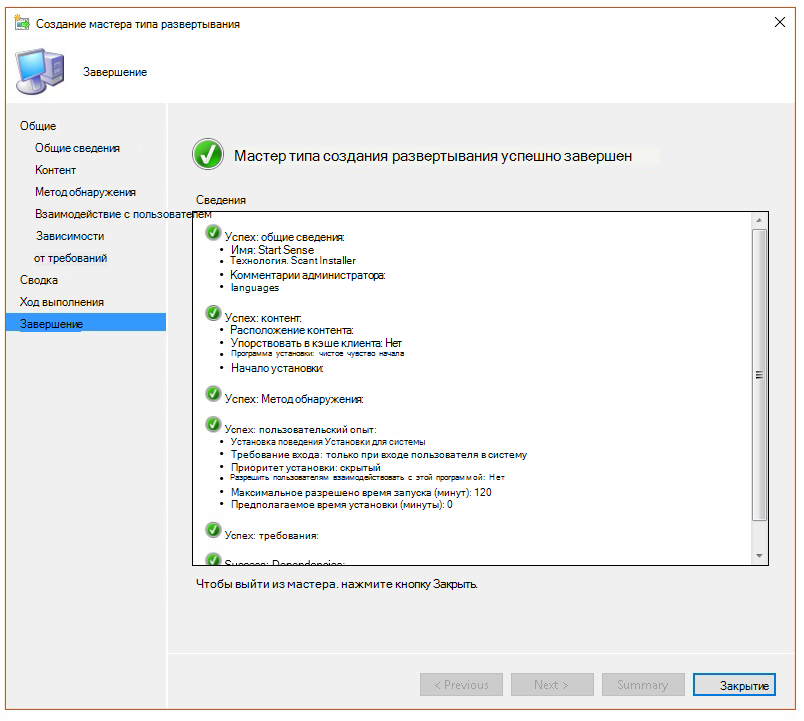 Создание мастера типа развертывания
Завершение
Общие
Общие сведения
Контент
Метод обнаружения
Взаимодействие с пользователем
Зависимости
от требований
Сводка
Ход выполнения
Завершение
Мастер типа создания развертывания успешно завершен
Сведения
Успех: общие сведения:
• Имя: Start Sense
• Технология. Scant Installer
• Комментарии администратора:
• languages
Успех: контент:
• Расположение контента:
• Упорствовать в кэше клиента: Нет
• Программа установки: чистое чувство начала
• Начало установки:
Успех: Метод обнаружения:
Успех: пользовательский опыт:
• Установка поведения Установки для системы
• Требование входа: только при входе пользователя в систему
• Приоритет установки: скрытый
• Разрешить пользователям взаимодействовать с этой программой: Нет
• Максимальное разрешено время запуска (минут): 120
• Предполагаемое время установки (минуты): 0
Успех: требования:
Success: Dependencies:
Чтобы выйти из мастера. нажмите кнопку Закрыть.
< Previous
Next >
Summary
Закрытие